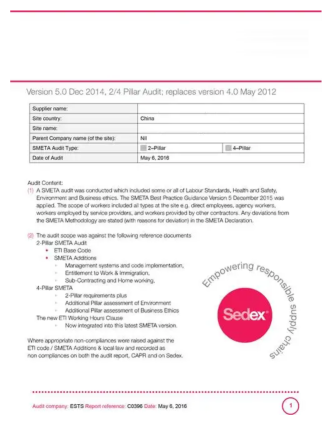 Version 5.0 Dec 2014, 2/4 Pillar Audit; replaces version 4.0 May 2012
Supplier name:
Site country: China
Site name:
Parent Company name (of the site): Nil
SMETA Audit Type: 2–Pillar 4–Pillar
Date of Audit May 6, 2016
Audit Content:
(1) A SMETA audit was conducted which included some or all of Labour Standards, Health and Safety,
Environment and Business ethics. The SMETA Best Practice Guidance Version 5 December 2015 was
applied. The scope of workers included all types at the site e.g. direct employees, agency workers,
workers employed by service providers, and workers provided by other contractors. Any deviations from
the SMETA Methodology are stated (with reasons for deviation) in the SMETA Declaration.
(2) The audit scope was against the following reference documents
2-Pillar SMETA Audit
• ETI Base Code
• SMETA Additions
- Management systems and code implementation,
- Entitlement to Work & Immigration,
- Sub-Contracting and Home working,
4-Pillar SMETA
- 2-Pillar requirements plus
- Additional Pillar assessment of Environment
- Additional Pillar assessment of Business Ethics
The new ETI Working Hours Clause
- Now integrated into this latest SMETA version.
Where appropriate non-compliances were raised against the
ETI code / SMETA Additions & local law and recorded as
non compliances on both the audit report, CAPR and on Sedex.
Empowering responsible supply chains
Sedex
Audit company: ESTS Report reference: C0396 Date: May 6, 2016
1